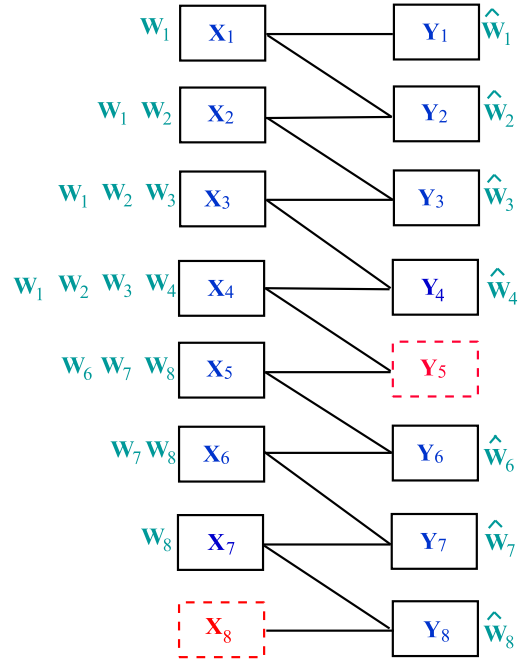 W₁ X₁ Y₁ Ŵ₁
W₁ W₂ X₂ Y₂ Ŵ₂
W₁ W₂ W₃ X₃ Y₃ Ŵ₃
W₁ W₂ W₃ W₄ X₄ Y₄ Ŵ₄
W₆ W₇ W₈ X₅ Y₅
W₇ W₈ X₆ Y₆ Ŵ₆
W₈ X₇ Y₇ Ŵ₇
X₈ Y₈ Ŵ₈